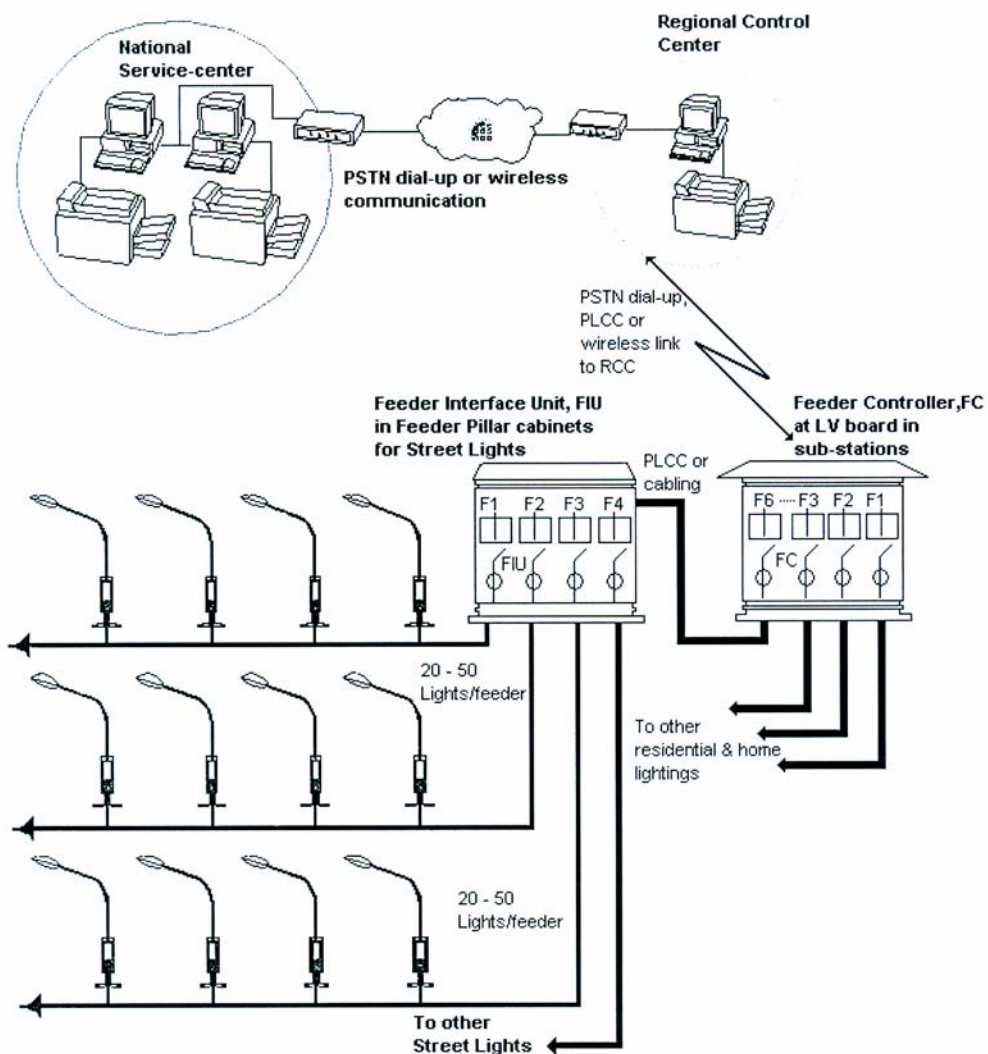 Regional Control
Center
National
Service-center
PSTN dial-up or wireless
communication
PSTN dial-up,
PLCC or
wireless link
to RCC
Feeder Interface Unit, FIU
in Feeder Pillar cabinets
for Street Lights
Feeder Controller,FC
at LV board in
sub-stations
PLCC or
cabling
F1 F2 F3 F4
FIU
F6 ····· F3 F2 F1
FC
20 - 50
Lights/feeder
To other
residential & home
lightings
20 - 50
Lights/feeder
To other
Street Lights